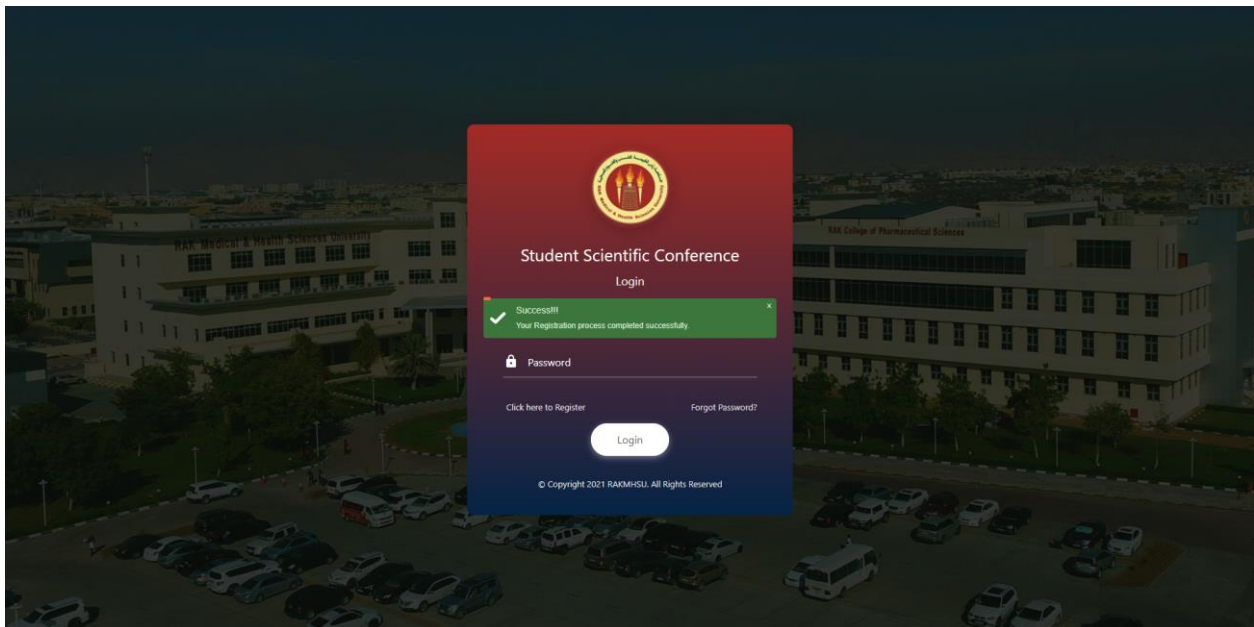 RAK Medical & Health Sciences University
RAK College of Pharmaceutical Sciences
Student Scientific Conference
Login
Success!!!
x
Your Registration process completed successfully.
Password
Click here to Register
Forgot Password?
Login
© Copyright 2021 RAKMHSU. All Rights Reserved